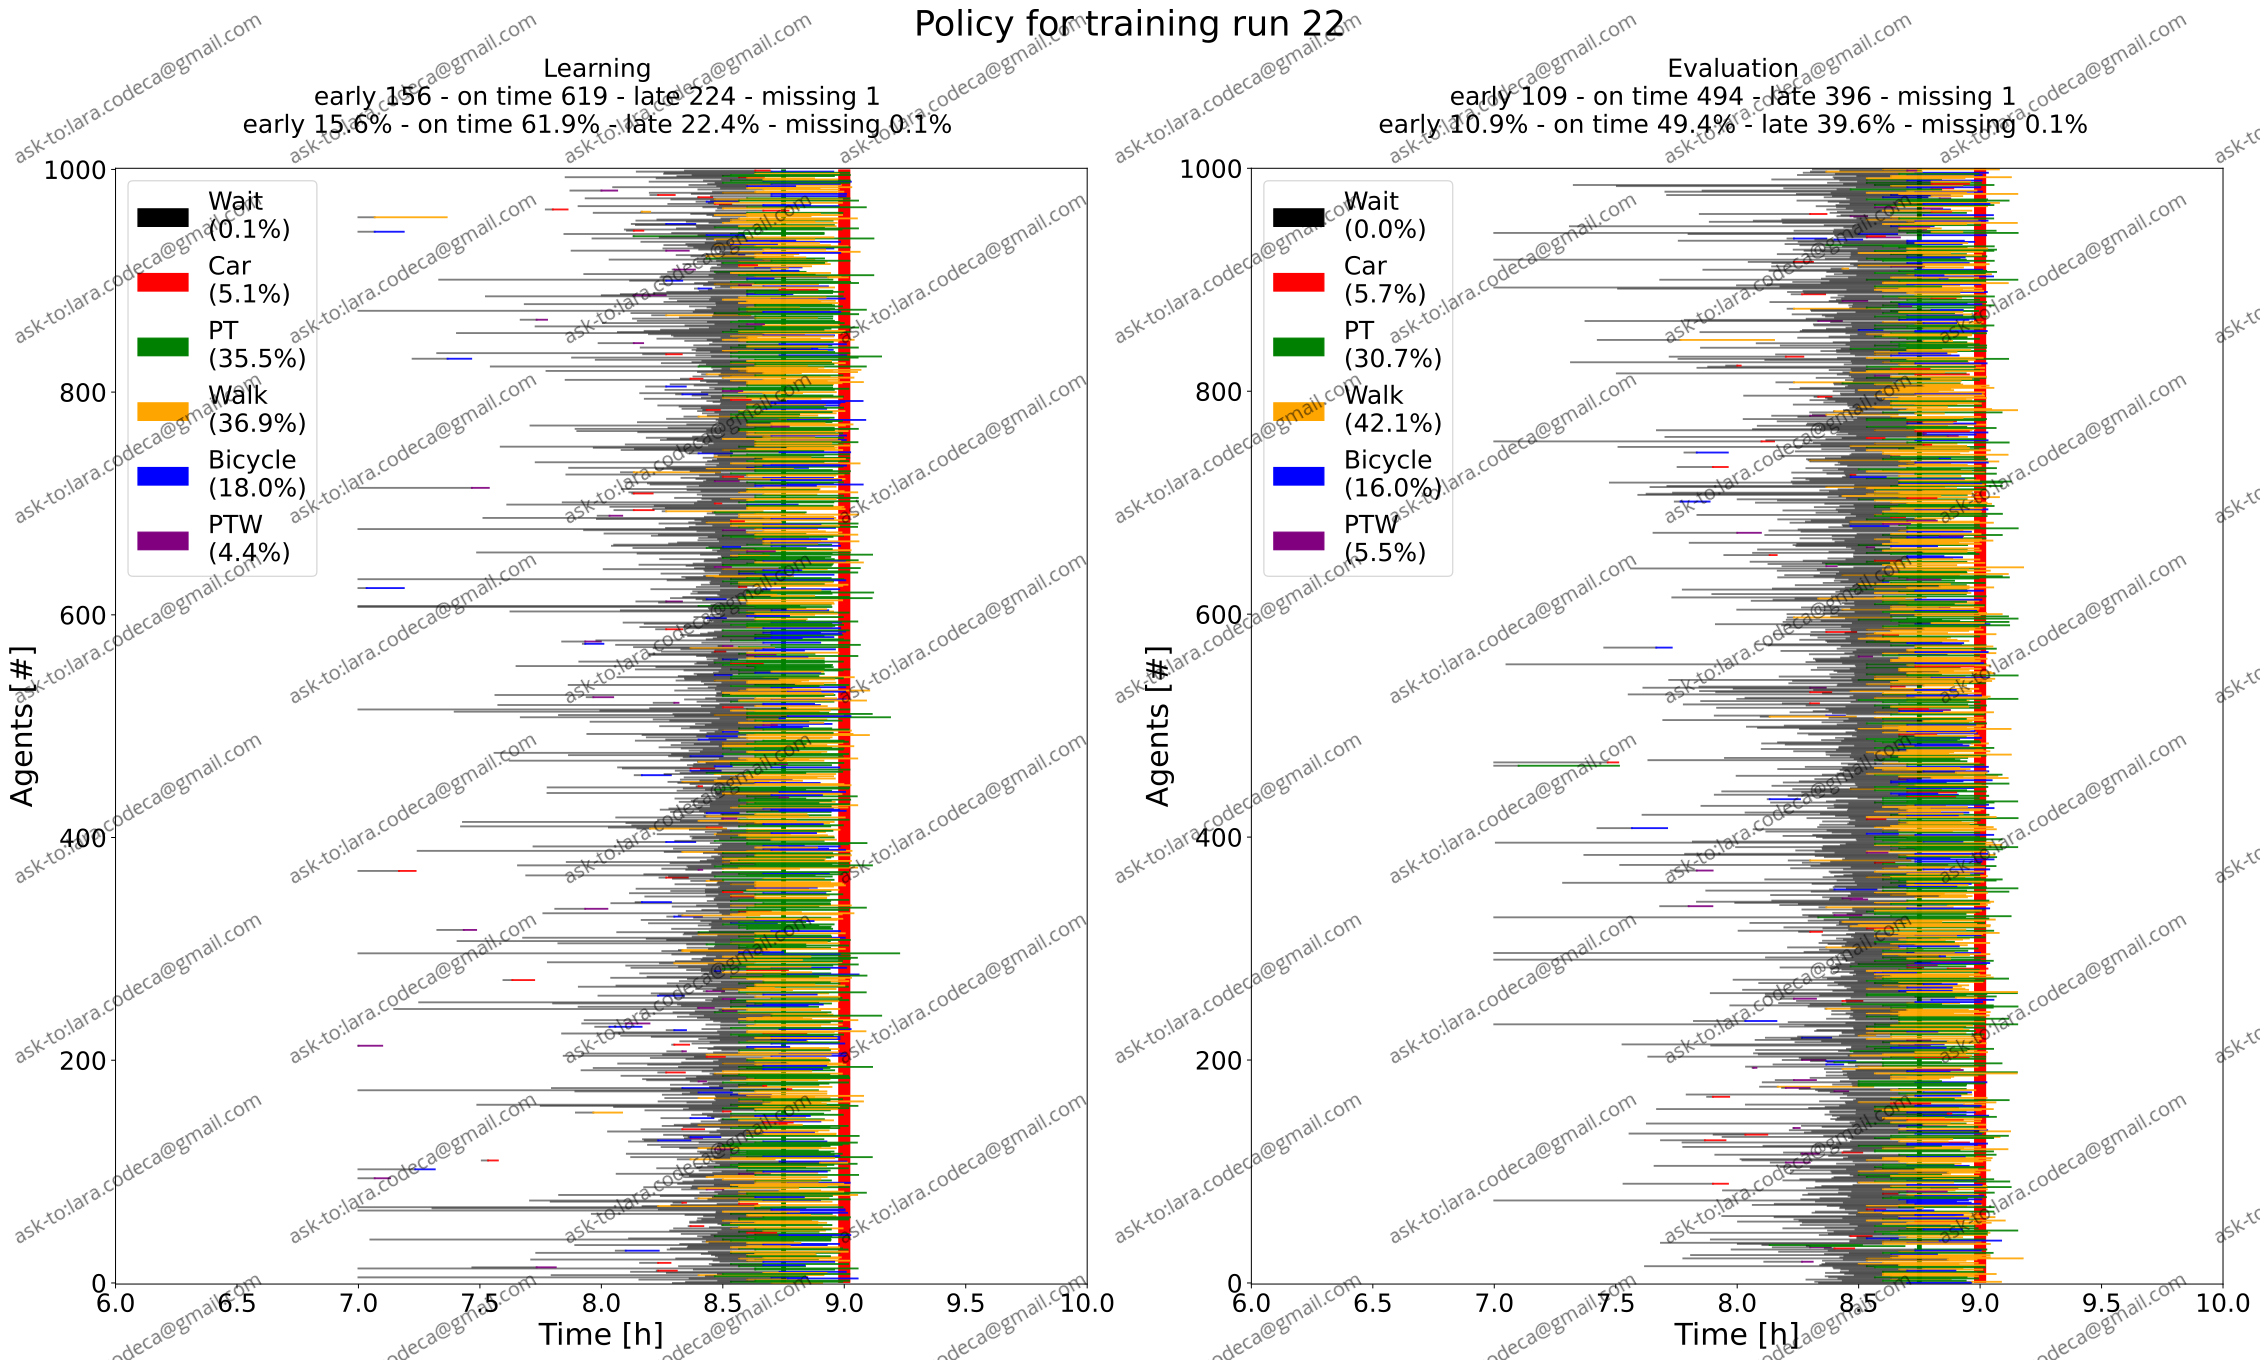 Policy for training run 22
Learning
early 156 - on time 619 - late 224 - missing 1
early 15.6% - on time 61.9% - late 22.4% - missing 0.1%
1000
800
600
400
200
0
Agents [#]
Wait
(0.1%)
Car
(5.1%)
PT
(35.5%)
Walk
(36.9%)
Bicycle
(18.0%)
PTW
(4.4%)
6.0 6.5 7.0 7.5 8.0 8.5 9.0 9.5 10.0
Time [h]
Evaluation
early 109 - on time 494 - late 396 - missing 1
early 10.9% - on time 49.4% - late 39.6% - missing 0.1%
1000
800
600
400
200
0
Agents [#]
Wait
(0.0%)
Car
(5.7%)
PT
(30.7%)
Walk
(42.1%)
Bicycle
(16.0%)
PTW
(5.5%)
6.0 6.5 7.0 7.5 8.0 8.5 9.0 9.5 10.0
Time [h]
ask-to:lara.codeca@gmail.com